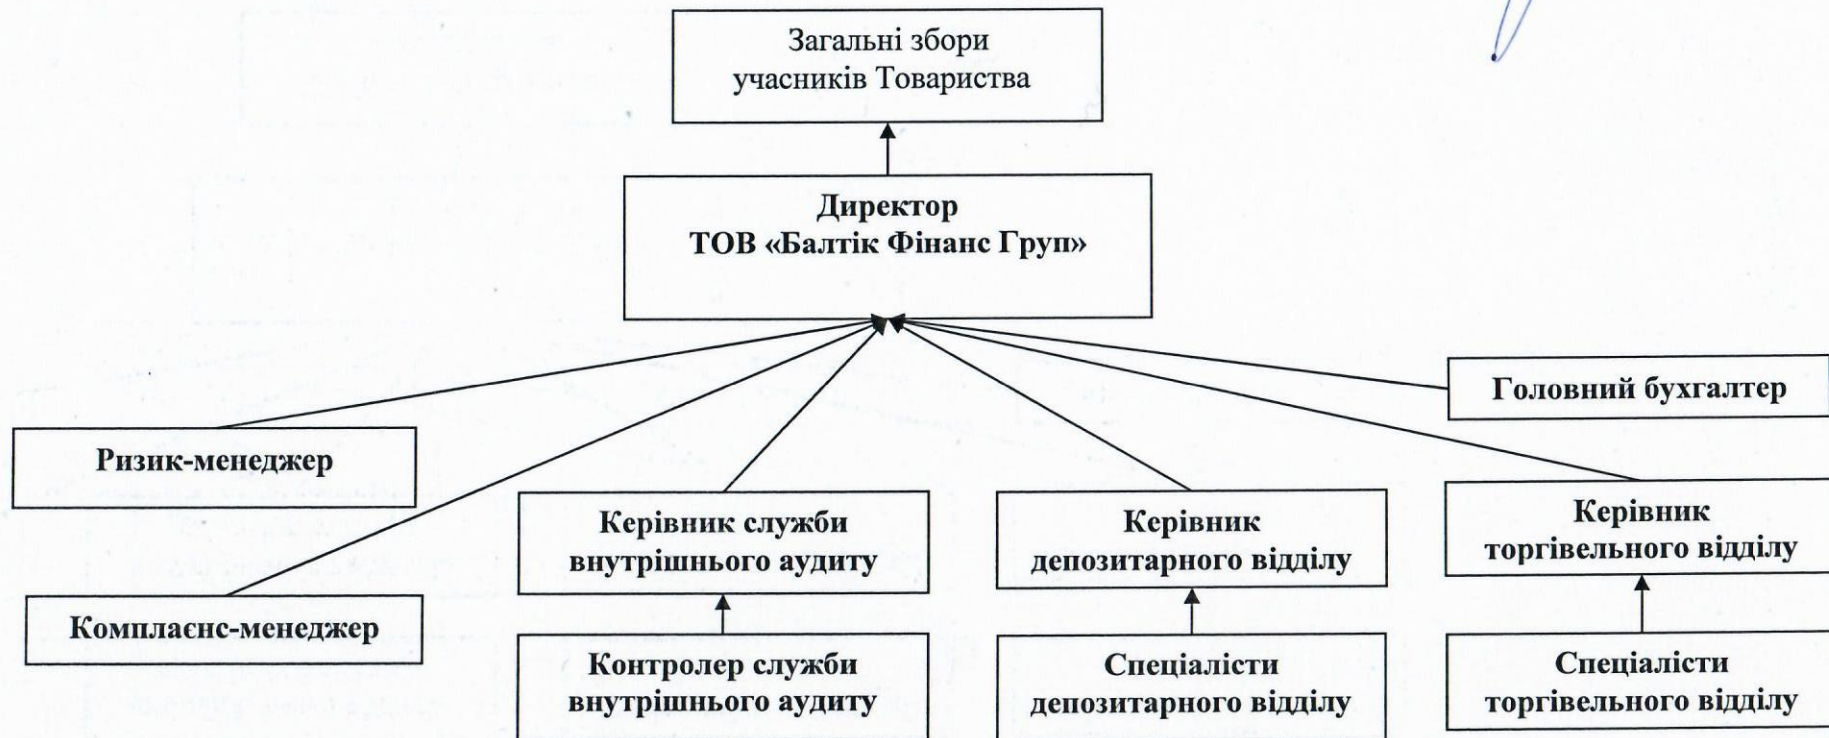 Загальні збори
учасників Товариства
Директор
ТОВ «Балтік Фінанс Груп»
Головний бухгалтер
Ризик-менеджер
Керівник служби
внутрішнього аудиту
Керівник
депозитарного відділу
Керівник
торгівельного відділу
Комплаєнс-менеджер
Контролер служби
внутрішнього аудиту
Спеціалісти
депозитарного відділу
Спеціалісти
торгівельного відділу